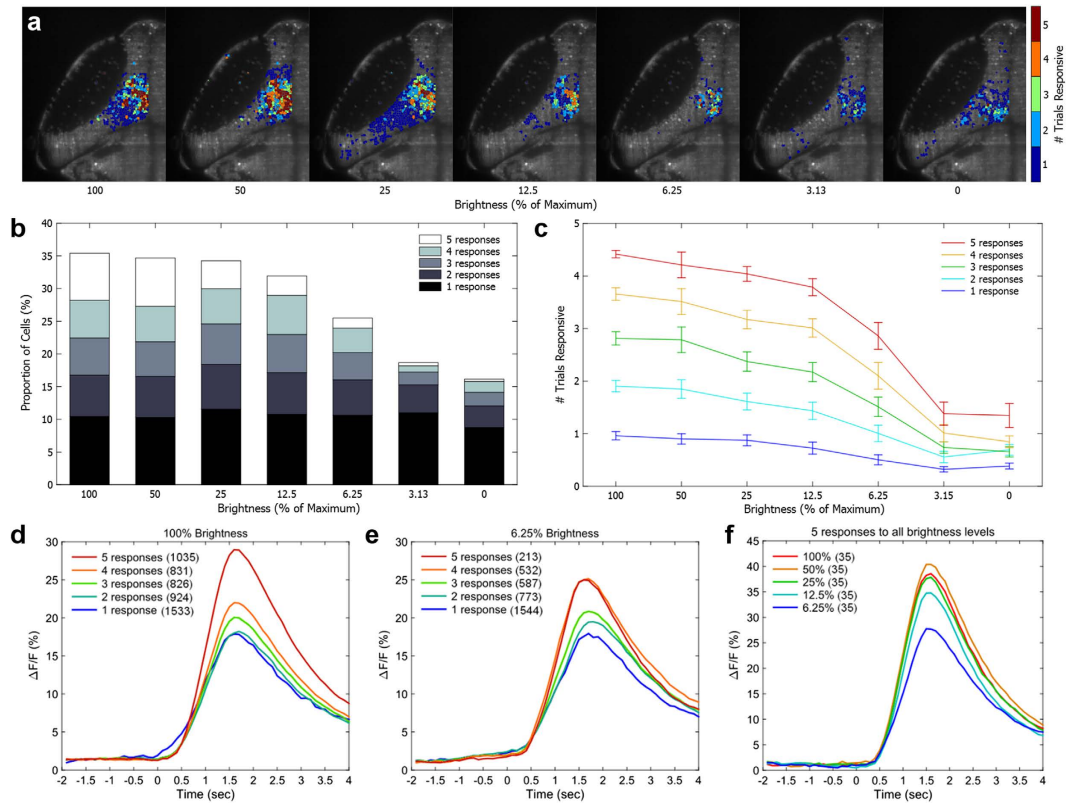 a
100
50
25
12.5
6.25
3.13
0
Brightness (% of Maximum)
5
4
3
2
1
# Trials Responsive
b
40
35
30
25
20
15
10
5
0
Proportion of Cells (%)
5 responses
4 responses
3 responses
2 responses
1 response
100
50
25
12.5
6.25
3.13
0
Brightness (% of Maximum)
c
5
4
3
2
1
0
# Trials Responsive
5 responses
4 responses
3 responses
2 responses
1 response
100
50
25
12.5
6.25
3.15
0
Brightness (% of Maximum)
d
100% Brightness
30
25
20
15
10
5
0
ΔF/F (%)
5 responses (1035)
4 responses (831)
3 responses (826)
2 responses (924)
1 response (1533)
-2 -1.5 -1 -0.5 0 0.5 1 1.5 2 2.5 3 3.5 4
Time (sec)
e
6.25% Brightness
30
25
20
15
10
5
0
ΔF/F (%)
5 responses (213)
4 responses (532)
3 responses (587)
2 responses (773)
1 response (1544)
-2 -1.5 -1 -0.5 0 0.5 1 1.5 2 2.5 3 3.5 4
Time (sec)
f
5 responses to all brightness levels
45
40
35
30
25
20
15
10
5
0
ΔF/F (%)
100% (35)
50% (35)
25% (35)
12.5% (35)
6.25% (35)
-2 -1.5 -1 -0.5 0 0.5 1 1.5 2 2.5 3 3.5 4
Time (sec)